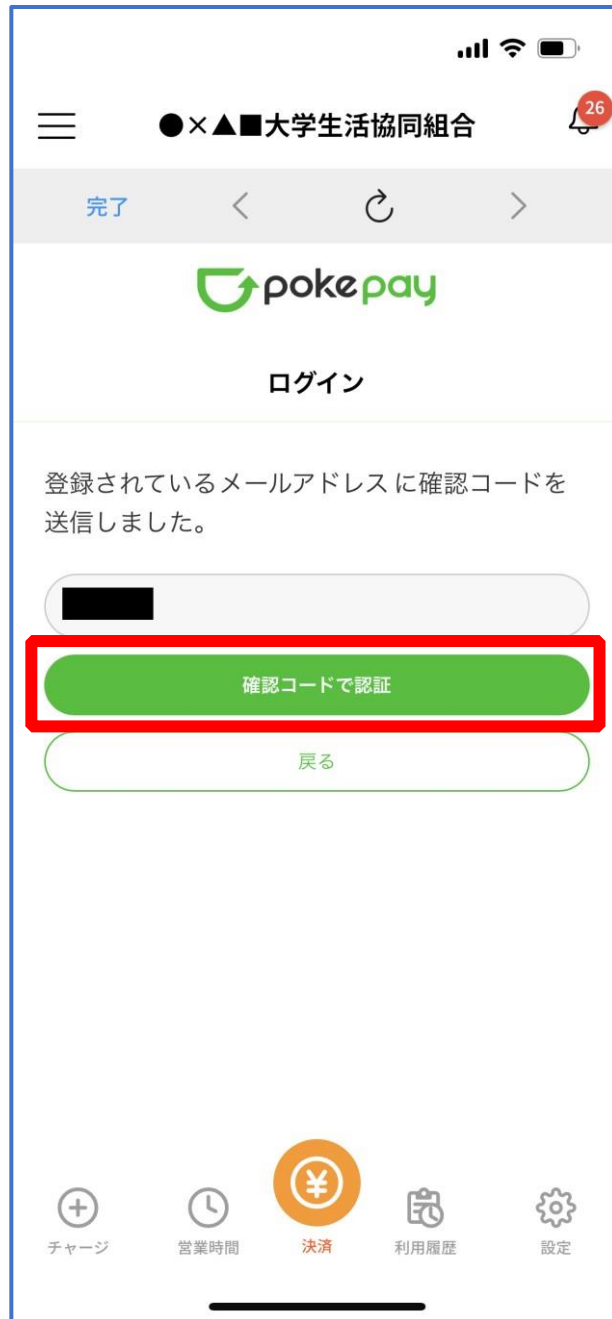 26
●×▲■大学生活協同組合
完了
pokepay
ログイン
登録されているメールアドレスに確認コードを
送信しました。
確認コードで認証
戻る
¥
チャージ 営業時間 決済 利用履歴 設定